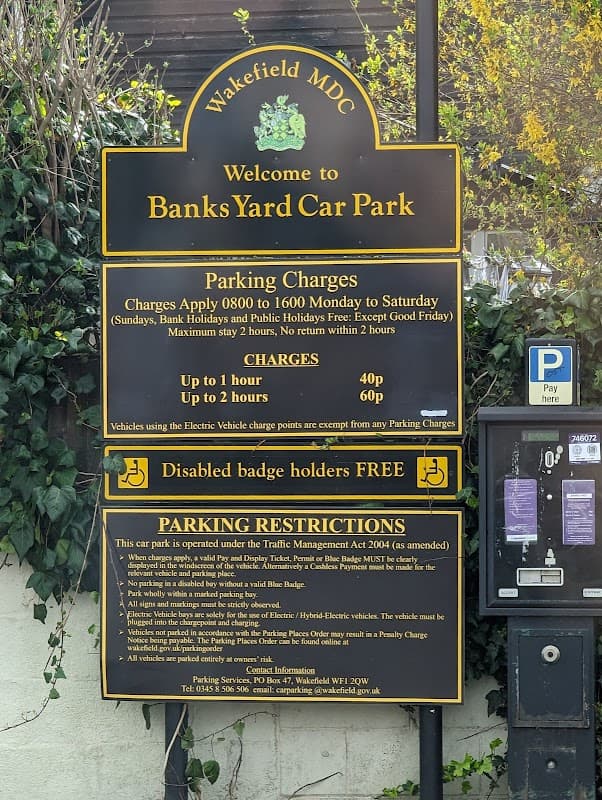 Wakefield MDC
Welcome to
Banks Yard Car Park
Parking Charges
Charges Apply 0800 to 1600 Monday to Saturday
(Sundays, Bank Holidays and Public Holidays Free: Except Good Friday)
Maximum stay 2 hours, No return within 2 hours
CHARGES
Up to 1 hour 40p
Up to 2 hours 60p
Vehicles using the Electric Vehicle charge points are exempt from any Parking Charges
Disabled badge holders FREE
PARKING RESTRICTIONS
This car park is operated under the Traffic Management Act 2004 (as amended)
When charges apply, a valid Pay and Display Ticket, Permit or Blue Badge MUST be clearly
displayed in the windscreen of the vehicle. Alternatively a Cashless Payment must be made for the
relevant vehicle and parking place.
No parking in a disabled bay without a valid Blue Badge.
Park wholly within a marked parking bay.
All signs and markings must be strictly observed.
Electric Vehicle bays are solely for the use of Electric / Hybrid-Electric vehicles. The vehicle must be
plugged into the chargepoint and charging.
Vehicles not parked in accordance with the Parking Places Order may result in a Penalty Charge
Notice being payable. The Parking Places Order can be found online at
wakefield.gov.uk/parkingorder
All vehicles are parked entirely at owners' risk.
Contact Information
Parking Services, PO Box 47, Wakefield WF1 2QW
Tel: 0345 8 506 506 email: carparking @wakefield.gov.uk
P
Pay
here
746072